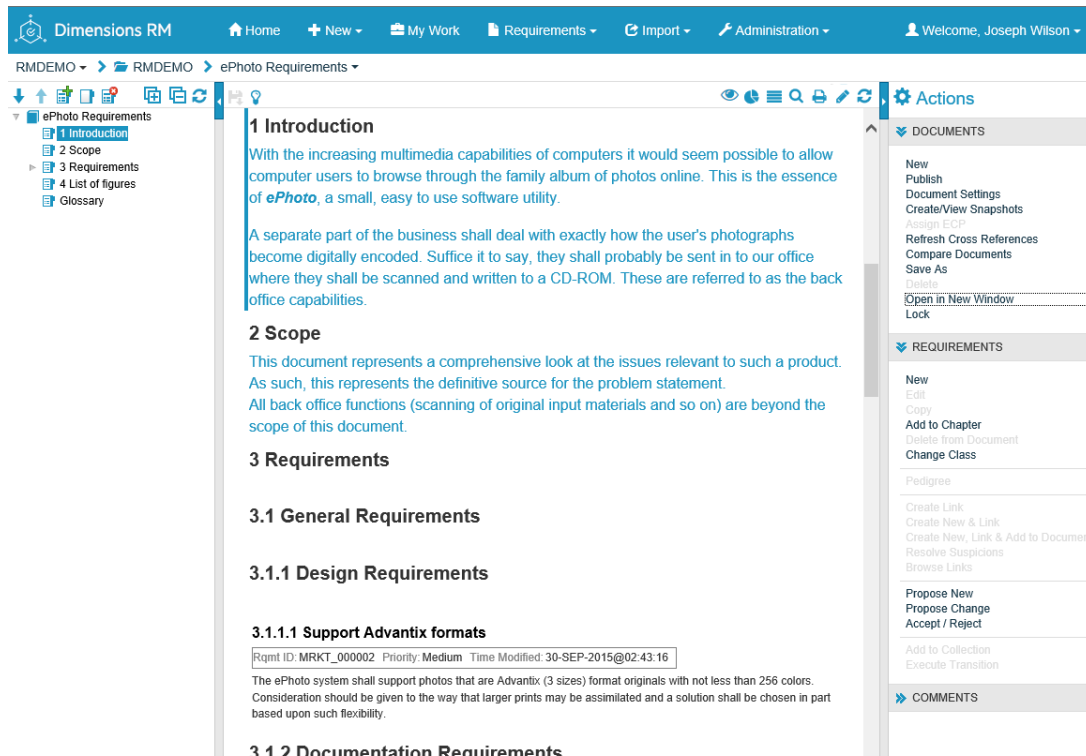 Dimensions RM
Home New My Work Requirements Import Administration Welcome, Joseph Wilson
RMDEMO RMDEMO ePhoto Requirements
ePhoto Requirements
1 Introduction
2 Scope
3 Requirements
4 List of figures
Glossary
1 Introduction
With the increasing multimedia capabilities of computers it would seem possible to allow
computer users to browse through the family album of photos online. This is the essence
of ePhoto, a small, easy to use software utility.
A separate part of the business shall deal with exactly how the user's photographs
become digitally encoded. Suffice it to say, they shall probably be sent in to our office
where they shall be scanned and written to a CD-ROM. These are referred to as the back
office capabilities.
2 Scope
This document represents a comprehensive look at the issues relevant to such a product.
As such, this represents the definitive source for the problem statement.
All back office functions (scanning of original input materials and so on) are beyond the
scope of this document.
3 Requirements
3.1 General Requirements
3.1.1 Design Requirements
3.1.1.1 Support Advantix formats
Rqmt ID: MRKT_000002 Priority: Medium Time Modified: 30-SEP-2015@02:43:16
The ePhoto system shall support photos that are Advantix (3 sizes) format originals with not less than 256 colors.
Consideration should be given to the way that larger prints may be assimilated and a solution shall be chosen in part
based upon such flexibility.
3.1.2 Documentation Requirements
Actions
DOCUMENTS
New
Publish
Document Settings
Create/View Snapshots
Assign ECP
Refresh Cross References
Compare Documents
Save As
Delete
Open in New Window
Lock
REQUIREMENTS
New
Edit
Copy
Add to Chapter
Delete from Document
Change Class
Pedigree
Create Link
Create New & Link
Create New, Link & Add to Documen
Resolve Suspicions
Browse Links
Propose New
Propose Change
Accept / Reject
Add to Collection
Execute Transition
COMMENTS